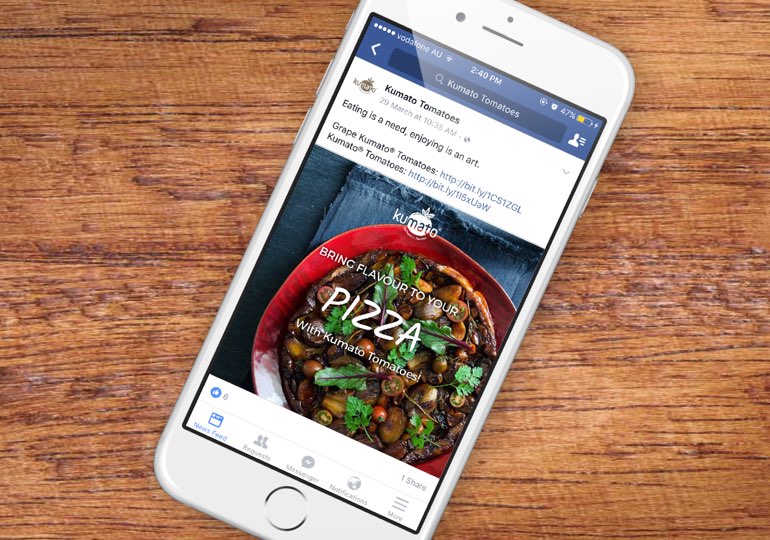 vodafone AU
2:40 PM
47%
Kumato Tomatoes
kumato
Kumato Tomatoes
29 March at 10:35 AM ·
Eating is a need, enjoying is an art.
Grape Kumato® Tomatoes: http://bit.ly/1CS1ZGL
Kumato® Tomatoes: http://bit.ly/1I6xUaW
kumato
BRING FLAVOUR TO YOUR
PIZZA
With Kumato Tomatoes!
6
1 Share
News Feed
Requests
Messenger
Notifications
More